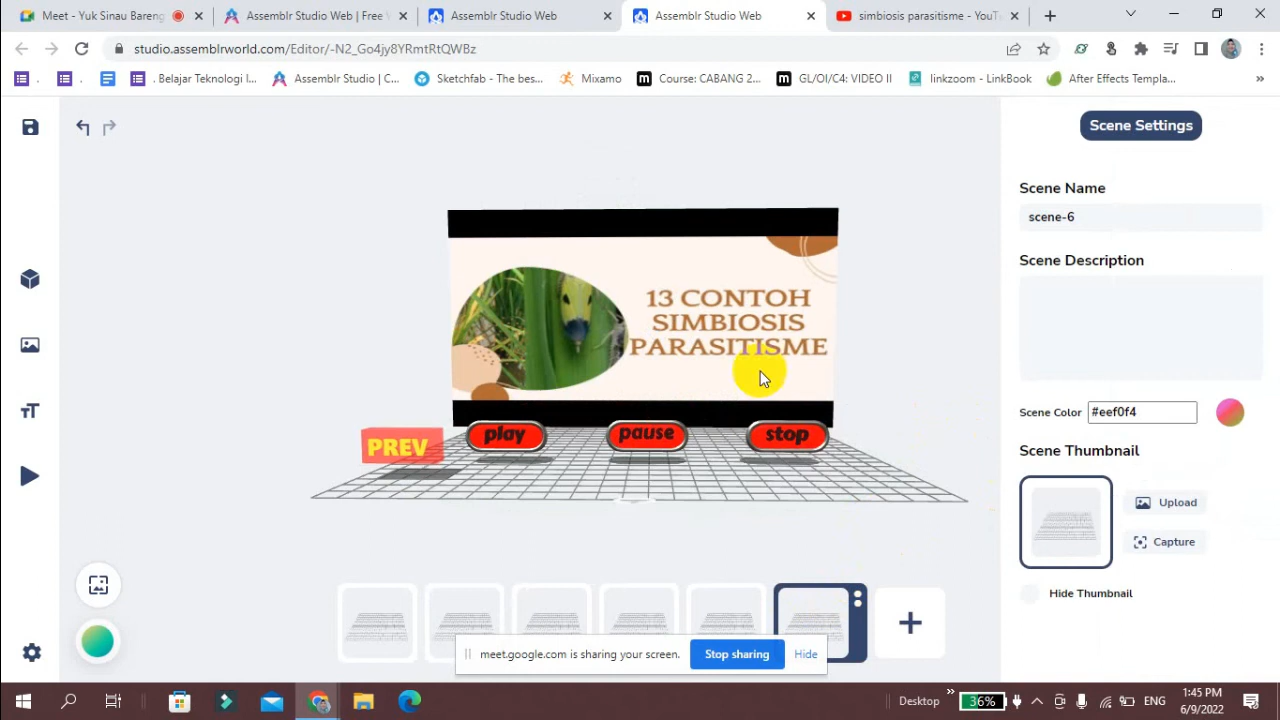 Meet - Yuk Sinau Bareng
Assemblr Studio Web | Free V
Assemblr Studio Web
Assemblr Studio Web
simbiosis parasitisme - YouT
studio.assemblrworld.com/Editor/-N2_Go4jy8YRmtRtQWBz
.
.
. Belajar Teknologi I...
Assemblr Studio | C...
Sketchfab - The bes...
Mixamo
Course: CABANG 2...
GL/OI/C4: VIDEO II
linkzoom - LinkBook
After Effects Templa...
»
Scene Settings
Scene Name
scene-6
Scene Description
13 CONTOH
SIMBIOSIS
PARASITISME
PREV
play
pause
stop
Scene Color
#eef0f4
Scene Thumbnail
Upload
Capture
Hide Thumbnail
meet.google.com is sharing your screen.
Stop sharing
Hide
Desktop
36%
ENG
1:45 PM
6/9/2022